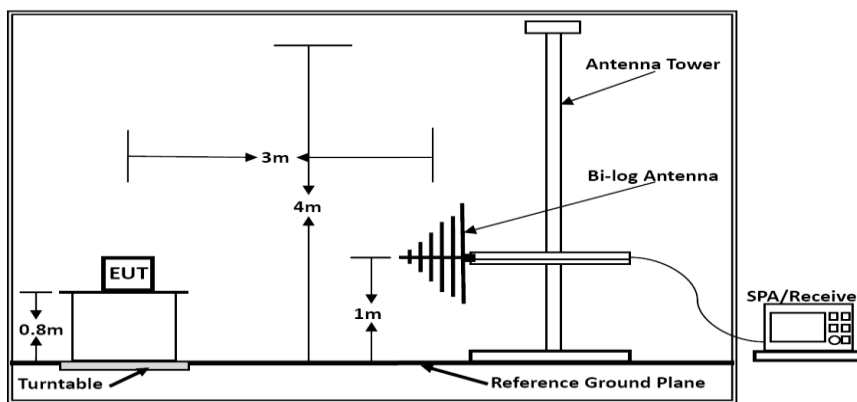 Antenna Tower
3m
Bi-log Antenna
4m
EUT
0.8m
1m
SPA/Receive
Turntable
Reference Ground Plane